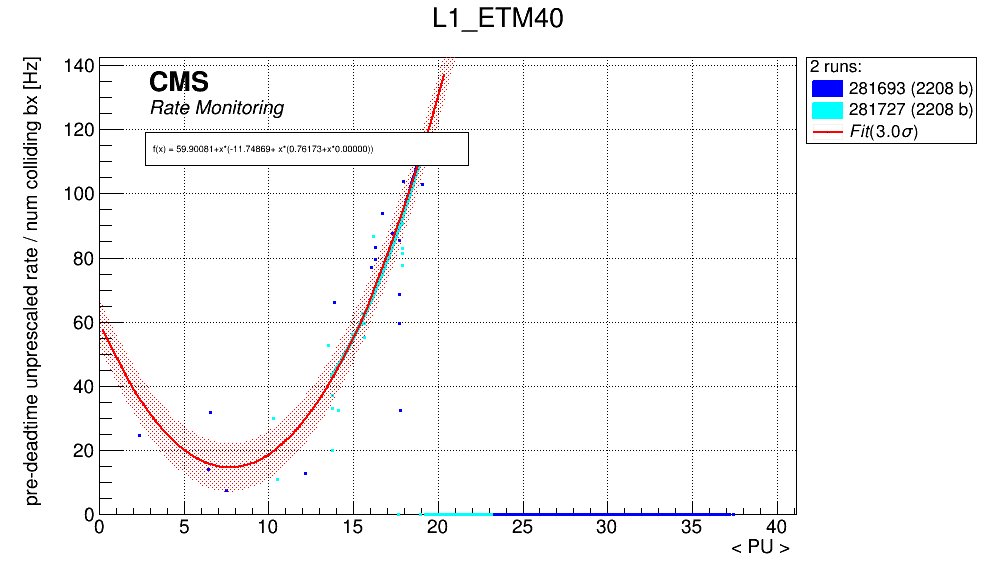 L1_ETM40
pre-deadtime unprescaled rate / num colliding bx [Hz]
140
120
100
80
60
40
20
0
CMS
Rate Monitoring
f(x) = 59.90081+x*(-11.74869+ x*(0.76173+x*0.00000))
0 5 10 15 20 25 30 35 40
< PU >
2 runs:
281693 (2208 b)
281727 (2208 b)
Fit(3.0σ)